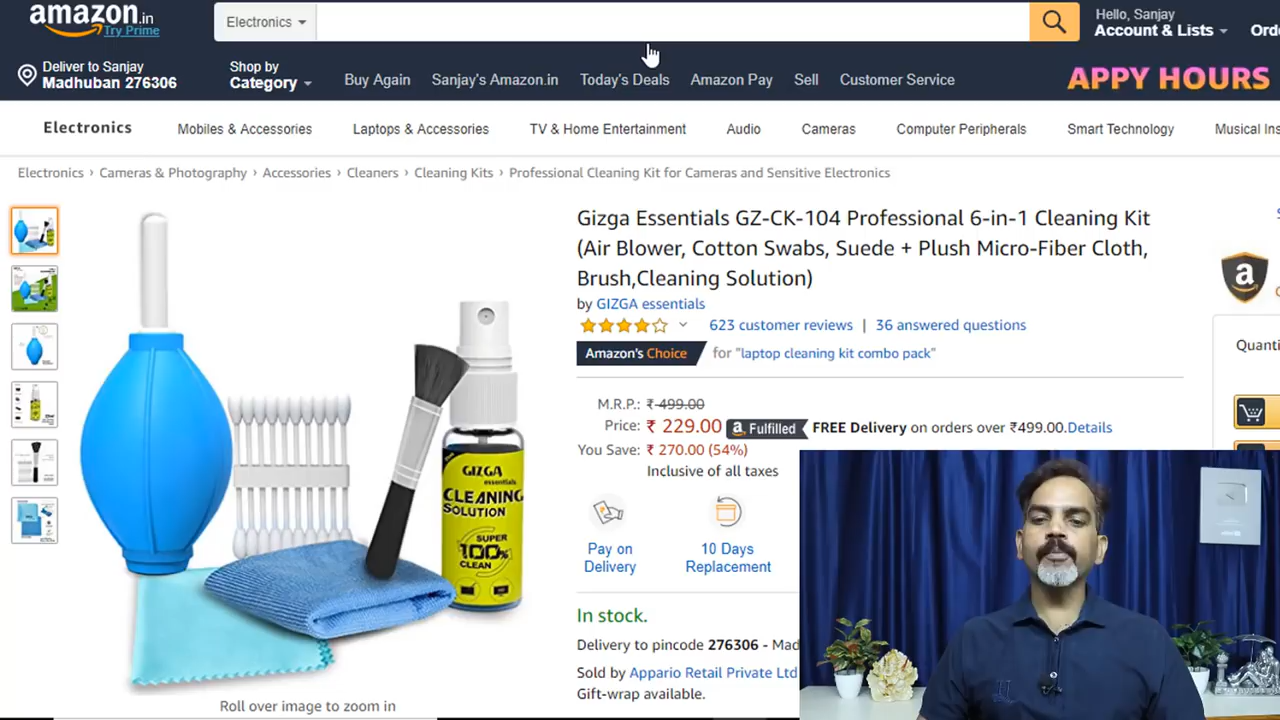 amazon.in
Try Prime
Electronics
Hello, Sanjay
Account & Lists
Deliver to Sanjay
Madhuban 276306
Shop by
Category
Buy Again
Sanjay's Amazon.in
Today's Deals
Amazon Pay
Sell
Customer Service
APPY HOURS
Electronics
Mobiles & Accessories
Laptops & Accessories
TV & Home Entertainment
Audio
Cameras
Computer Peripherals
Smart Technology
Musical Ins
Electronics › Cameras & Photography › Accessories › Cleaners › Cleaning Kits › Professional Cleaning Kit for Cameras and Sensitive Electronics
Gizga Essentials GZ-CK-104 Professional 6-in-1 Cleaning Kit
(Air Blower, Cotton Swabs, Suede + Plush Micro-Fiber Cloth,
Brush,Cleaning Solution)
by GIZGA essentials
623 customer reviews | 36 answered questions
Amazon's Choice for "laptop cleaning kit combo pack"
M.R.P.: ₹ 499.00
Price: ₹ 229.00 a Fulfilled FREE Delivery on orders over ₹499.00.Details
You Save: ₹ 270.00 (54%)
Inclusive of all taxes
Pay on
Delivery
10 Days
Replacement
In stock.
Delivery to pincode 276306 - Mad
Sold by Appario Retail Private Ltd
Gift-wrap available.
Quanti
GIZGA
essentials
CLEANING
SOLUTION
SUPER
100%
CLEAN
Roll over image to zoom in